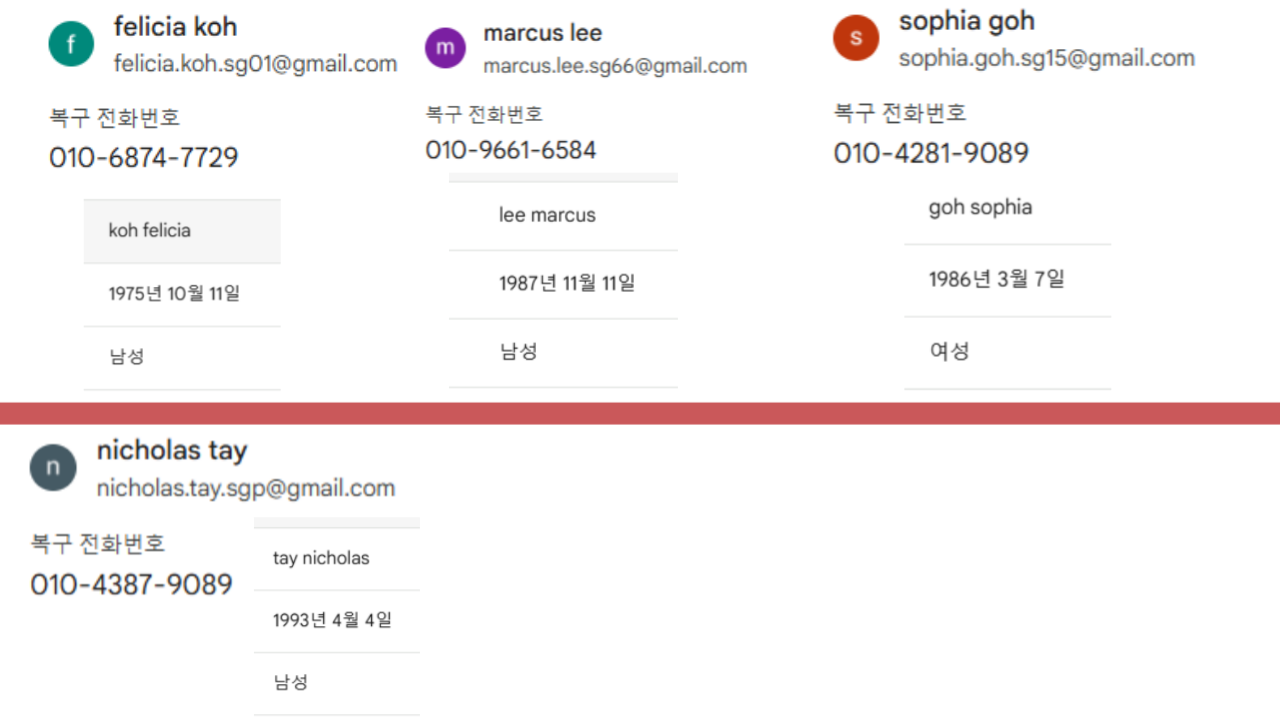 f
felicia koh
felicia.koh.sg01@gmail.com
복구 전화번호
010-6874-7729
koh felicia
1975년 10월 11일
남성
m
marcus lee
marcus.lee.sg66@gmail.com
복구 전화번호
010-9661-6584
lee marcus
1987년 11월 11일
남성
s
sophia goh
sophia.goh.sg15@gmail.com
복구 전화번호
010-4281-9089
goh sophia
1986년 3월 7일
여성
n
nicholas tay
nicholas.tay.sgp@gmail.com
복구 전화번호
010-4387-9089
tay nicholas
1993년 4월 4일
남성